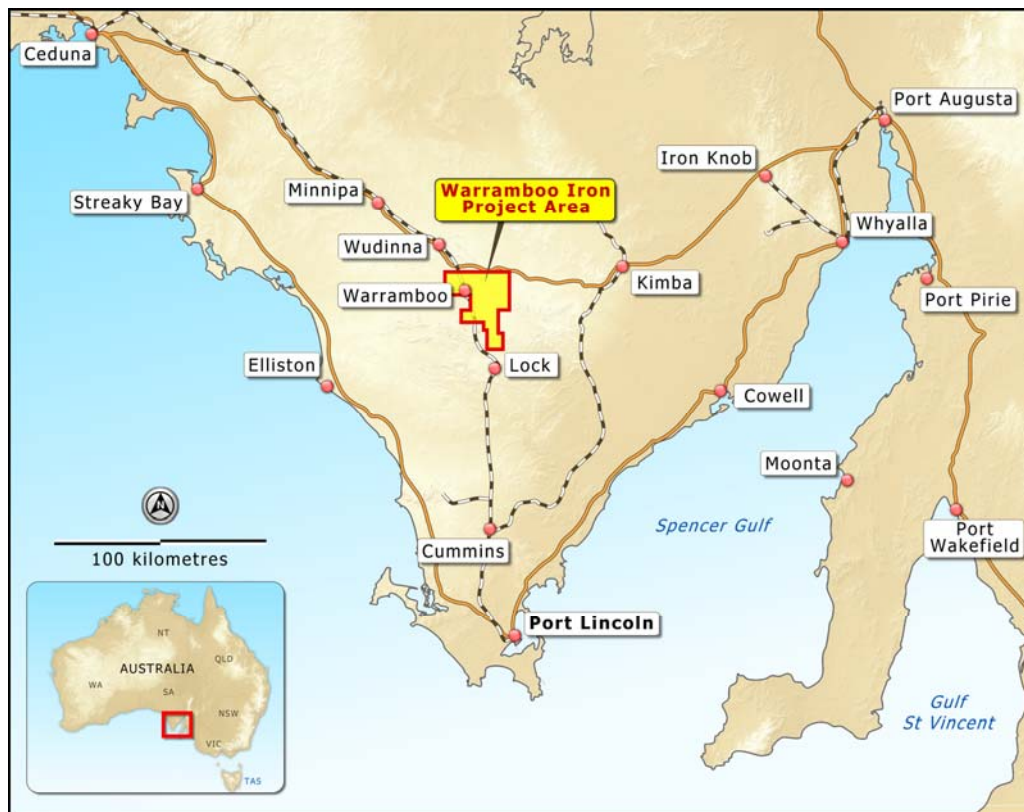 Ceduna
Port Augusta
Iron Knob
Streaky Bay
Minnipa
Warramboo Iron
Project Area
Wudinna
Whyalla
Kimba
Warramboo
Port Pirie
Elliston
Lock
Cowell
Moonta
N
Spencer Gulf
100 kilometres
Cummins
Port
Wakefield
Port Lincoln
NT
AUSTRALIA
QLD
WA
SA
NSW
VIC
TAS
Gulf
St Vincent